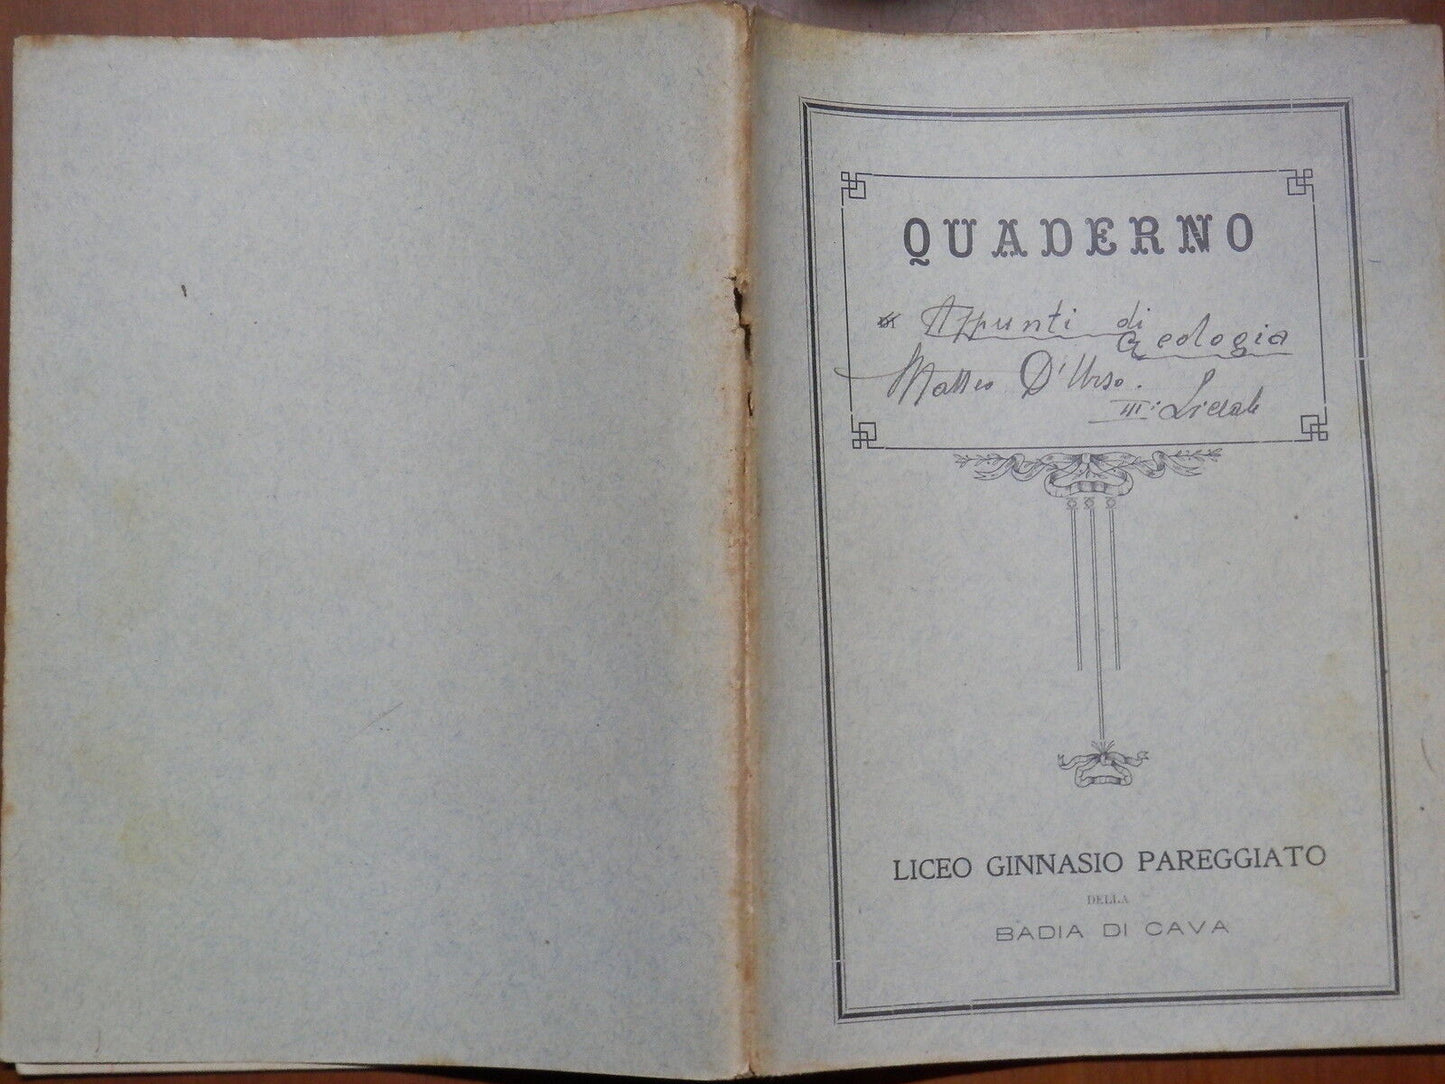 QUADERNO
Appunti di
Geologia
Matteo D'Urso.
III: Liceale
LICEO GINNASIO PAREGGIATO
DELLA
BADIA DI CAVA